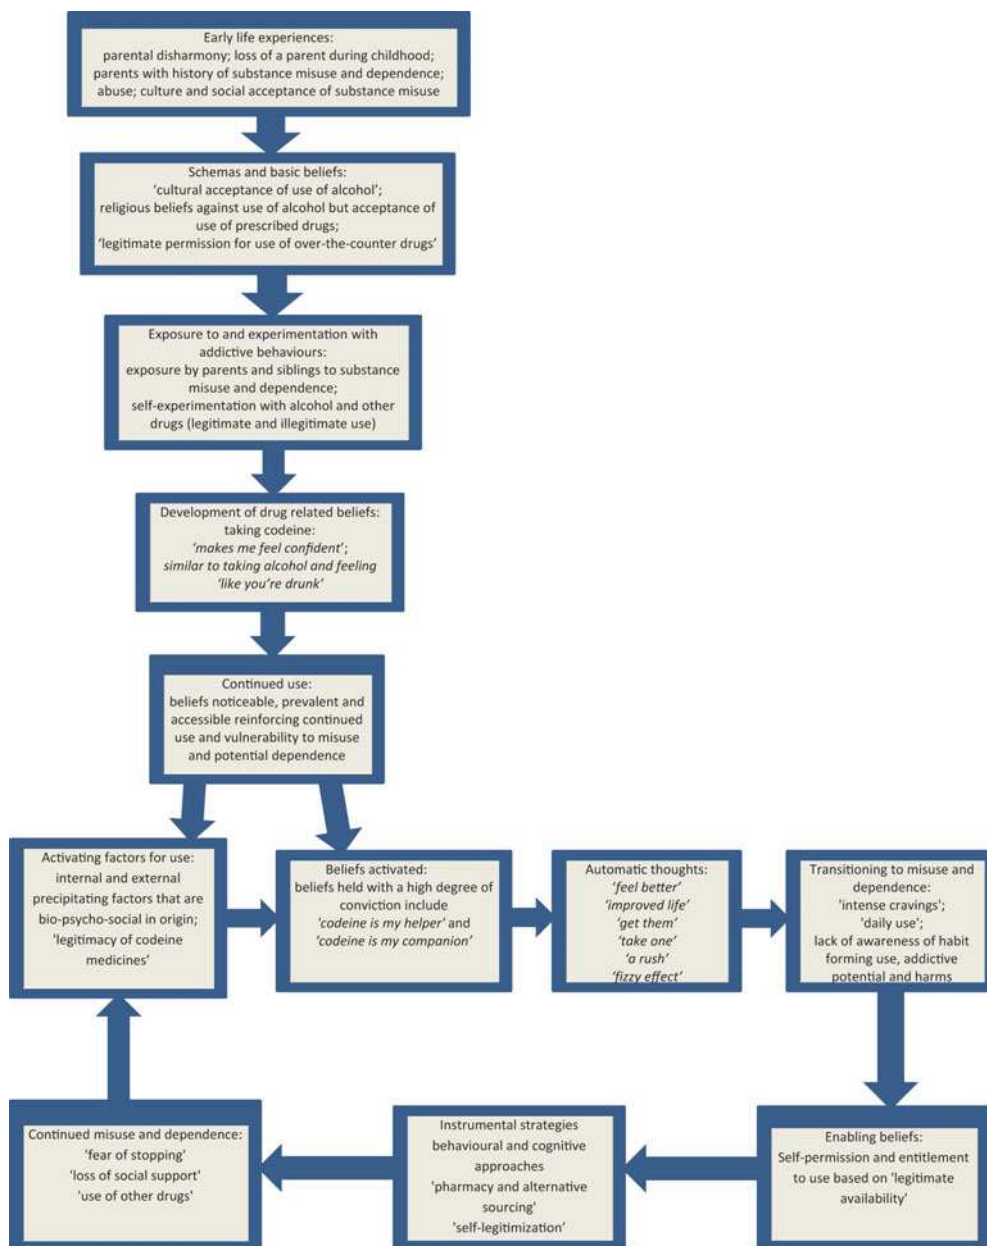 Early life experiences:
parental disharmony; loss of a parent during childhood;
parents with history of substance misuse and dependence;
abuse; culture and social acceptance of substance misuse
Schemas and basic beliefs:
‘cultural acceptance of use of alcohol’;
religious beliefs against use of alcohol but acceptance of
use of prescribed drugs;
‘legitimate permission for use of over-the-counter drugs’
Exposure to and experimentation with
addictive behaviours:
exposure by parents and siblings to substance
misuse and dependence;
self-experimentation with alcohol and other
drugs (legitimate and illegitimate use)
Development of drug related beliefs:
taking codeine:
‘makes me feel confident’;
similar to taking alcohol and feeling
‘like you’re drunk’
Continued use:
beliefs noticeable, prevalent and
accessible reinforcing continued
use and vulnerability to misuse
and potential dependence
Activating factors for use:
internal and external
precipitating factors that are
bio-psycho-social in origin;
‘legitimacy of codeine
medicines’
Beliefs activated:
beliefs held with a high degree of
conviction include
‘codeine is my helper’ and
‘codeine is my companion’
Automatic thoughts:
‘feel better’
‘improved life’
‘get them’
‘take one’
‘a rush’
‘fizzy effect’
Transitioning to misuse and
dependence:
'intense cravings';
'daily use';
lack of awareness of habit
forming use, addictive
potential and harms
Enabling beliefs:
Self-permission and entitlement
to use based on ‘legitimate
availability’
Instrumental strategies
behavioural and cognitive
approaches
'pharmacy and alternative
sourcing'
'self-legitimization’
Continued misuse and dependence:
'fear of stopping'
'loss of social support'
'use of other drugs'